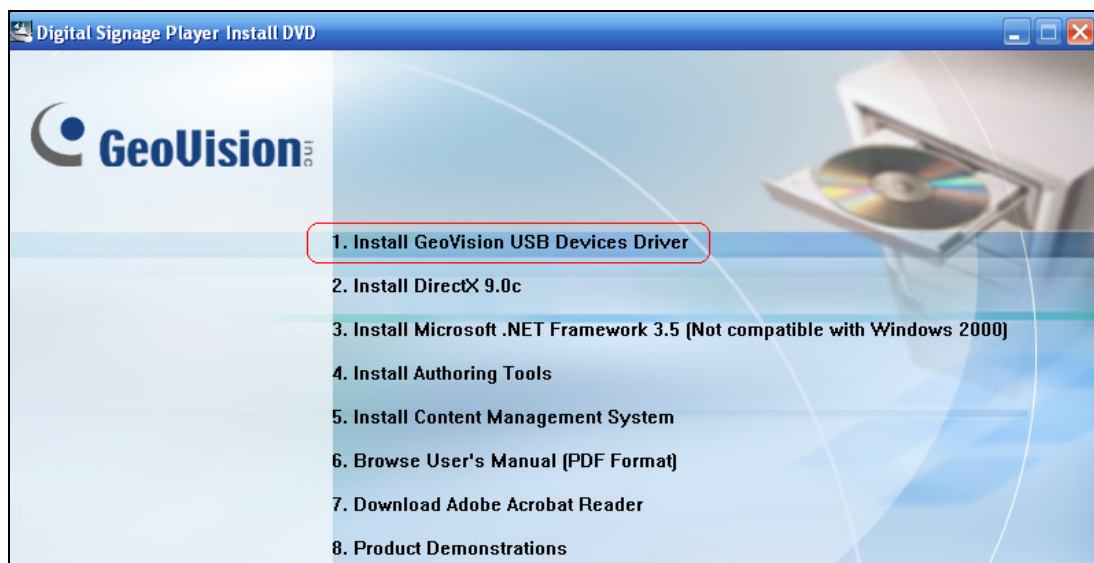 Digital Signage Player Install DVD
GeoVision inc
1. Install GeoVision USB Devices Driver
2. Install DirectX 9.0c
3. Install Microsoft .NET Framework 3.5 (Not compatible with Windows 2000)
4. Install Authoring Tools
5. Install Content Management System
6. Browse User's Manual (PDF Format)
7. Download Adobe Acrobat Reader
8. Product Demonstrations